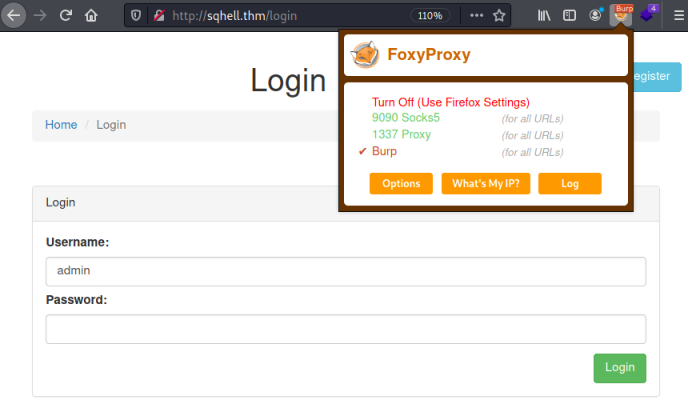 http://sqhell.thm/login
110%
Burp
4
FoxyProxy
Turn Off (Use Firefox Settings)
9090 Socks5 (for all URLs)
1337 Proxy (for all URLs)
✔ Burp (for all URLs)
Options What's My IP? Log
Login
egister
Home / Login
Login
Username:
admin
Password:
Login